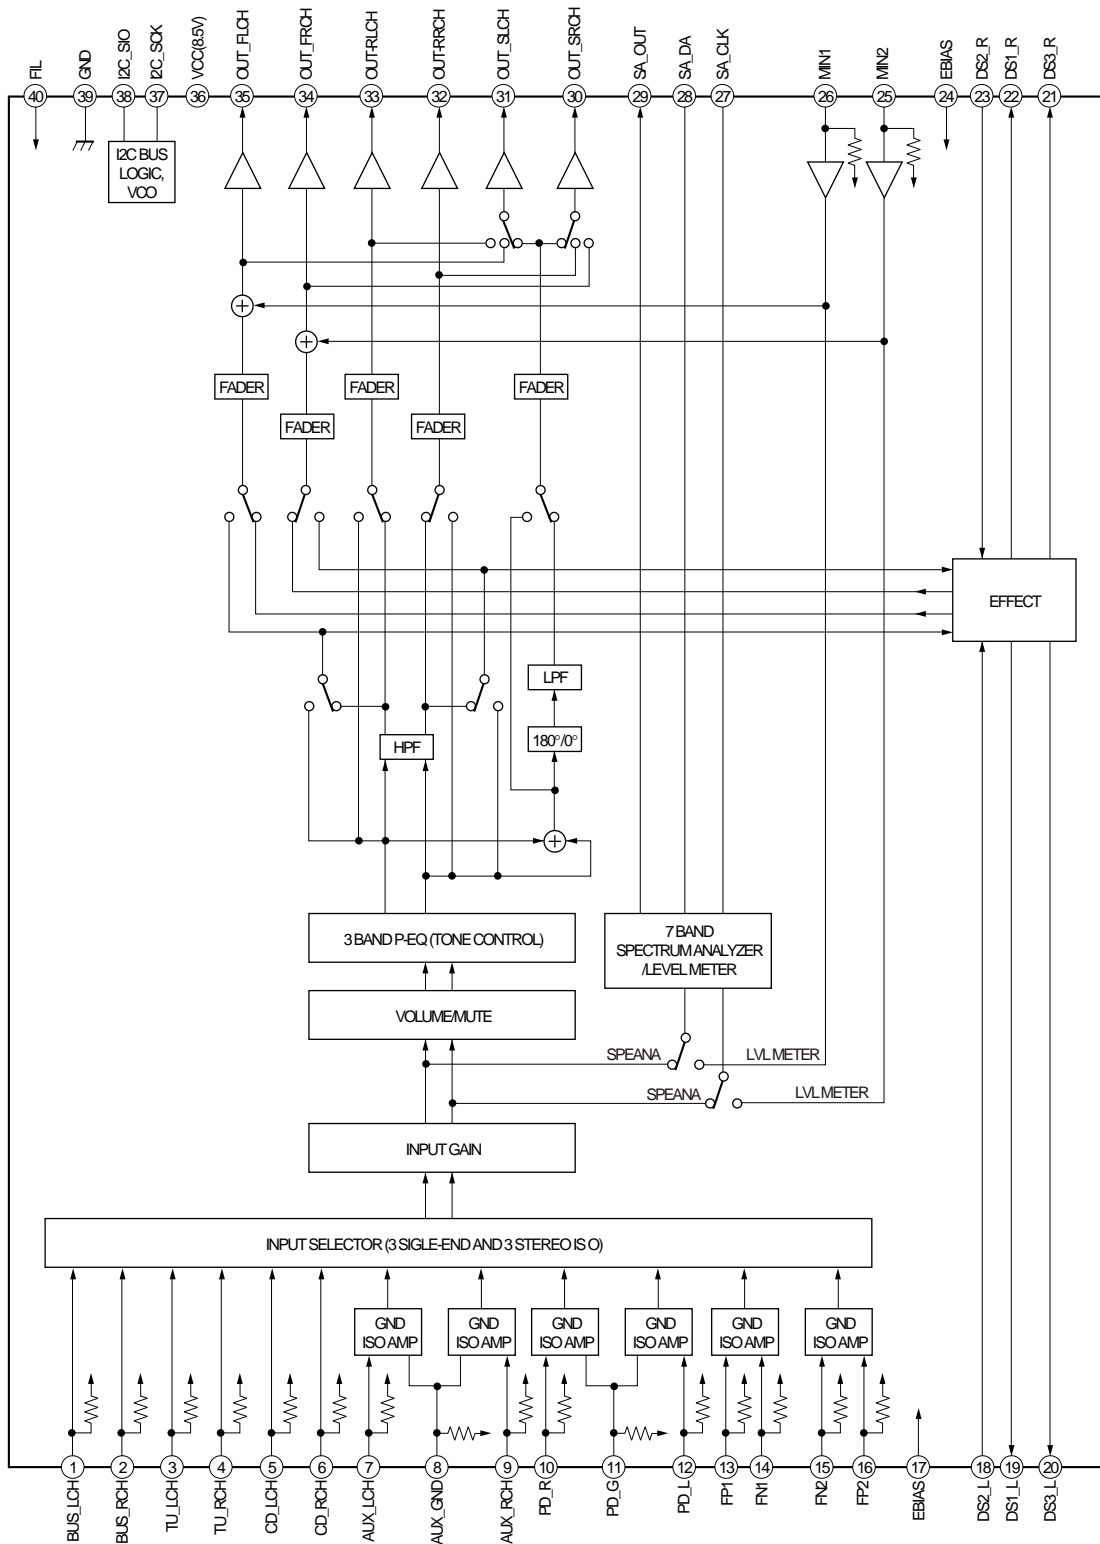 FIL
GND
I2C_SIO
I2C_SCK
VCC(8.5V)
OUT_FLCH
OUT_FRCH
OUT-RLCH
OUT-RRCH
OUT_SLCH
OUT_SRCH
SA_OUT
SA_DA
SA_CLK
MIN1
MIN2
EBIAS
DS2_R
DS1_R
DS3_R
40
39
38
37
36
35
34
33
32
31
30
29
28
27
26
25
24
23
22
21
I2C BUS
LOGIC,
VCO
FADER
FADER
FADER
FADER
FADER
EFFECT
LPF
180°/0°
HPF
3 BAND P-EQ (TONE CONTROL)
7 BAND
SPECTRUM ANALYZER
/LEVEL METER
VOLUME/MUTE
SPEANA
LVL METER
SPEANA
LVL METER
INPUT GAIN
INPUT SELECTOR (3 SIGLE-END AND 3 STEREO IS O)
GND
ISO AMP
GND
ISO AMP
GND
ISO AMP
GND
ISO AMP
GND
ISO AMP
GND
ISO AMP
1
2
3
4
5
6
7
8
9
10
11
12
13
14
15
16
17
18
19
20
BUS_LCH
BUS_RCH
TU_LCH
TU_RCH
CD_LCH
CD_RCH
AUX_LCH
AUX_GND
AUX_RCH
PD_R
PD_G
PD_L
FP1
FN1
FN2
FP2
EBIAS
DS2_L
DS1_L
DS3_L